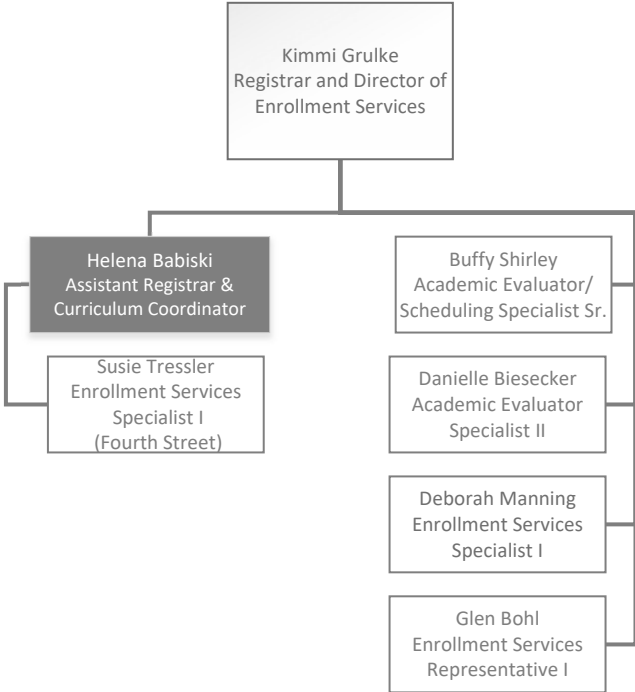 Kimmi Grulke
Registrar and Director of
Enrollment Services
Helena Babiski
Assistant Registrar &
Curriculum Coordinator
Susie Tressler
Enrollment Services
Specialist I
(Fourth Street)
Buffy Shirley
Academic Evaluator/
Scheduling Specialist Sr.
Danielle Biesecker
Academic Evaluator
Specialist II
Deborah Manning
Enrollment Services
Specialist I
Glen Bohl
Enrollment Services
Representative I